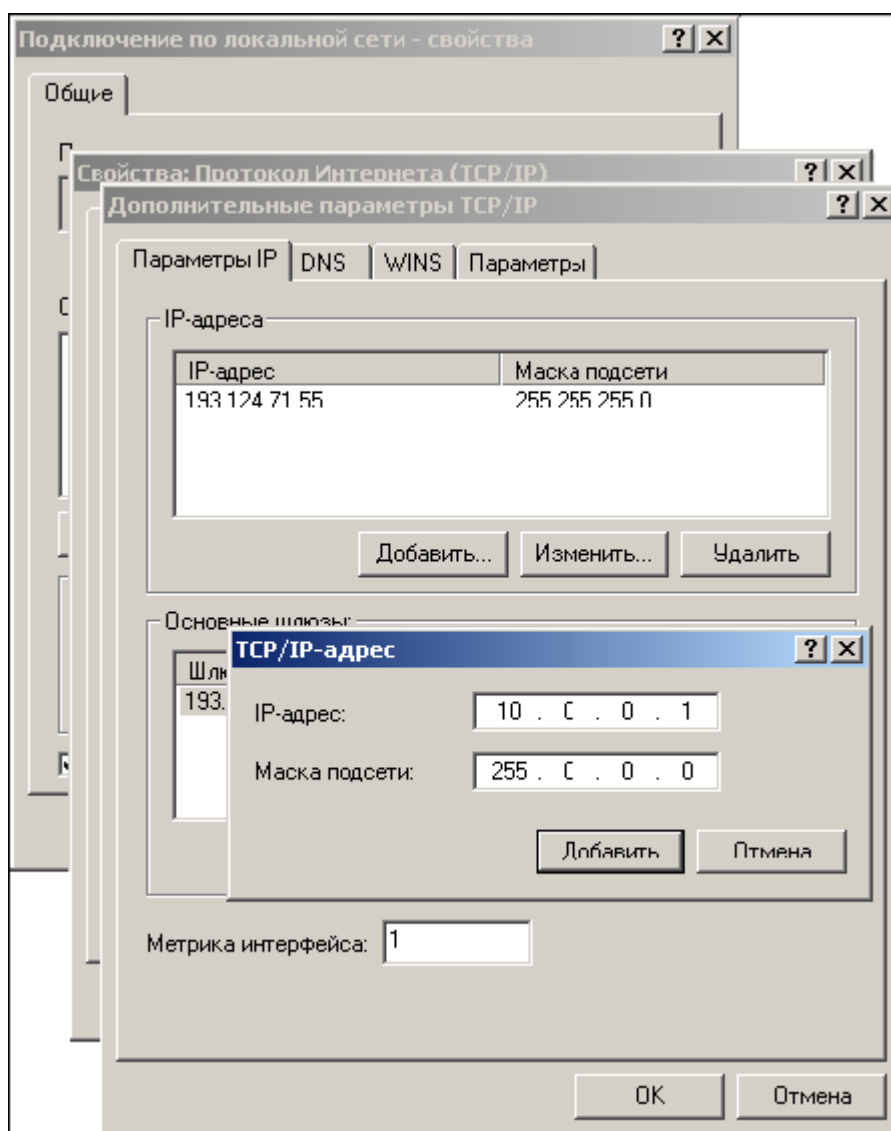 Подключение по локальной сети - свойства
Общие
Свойства: Протокол Интернета (TCP/IP)
Дополнительные параметры TCP/IP
Параметры IP DNS WINS Параметры
IP-адреса
IP-адрес Маска подсети
193.124.71.55 255.255.255.0
Добавить... Изменить... Удалить
Основные шлюзы:
193.
TCP/IP-адрес
IP-адрес: 10 . 0 . 0 . 1
Маска подсети: 255 . 0 . 0 . 0
Добавить Отмена
Метрика интерфейса: 1
OK Отмена